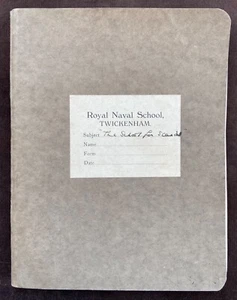 Royal Naval School,
TWICKENHAM.
Subject "The School for Scandal
Name
Form
Date